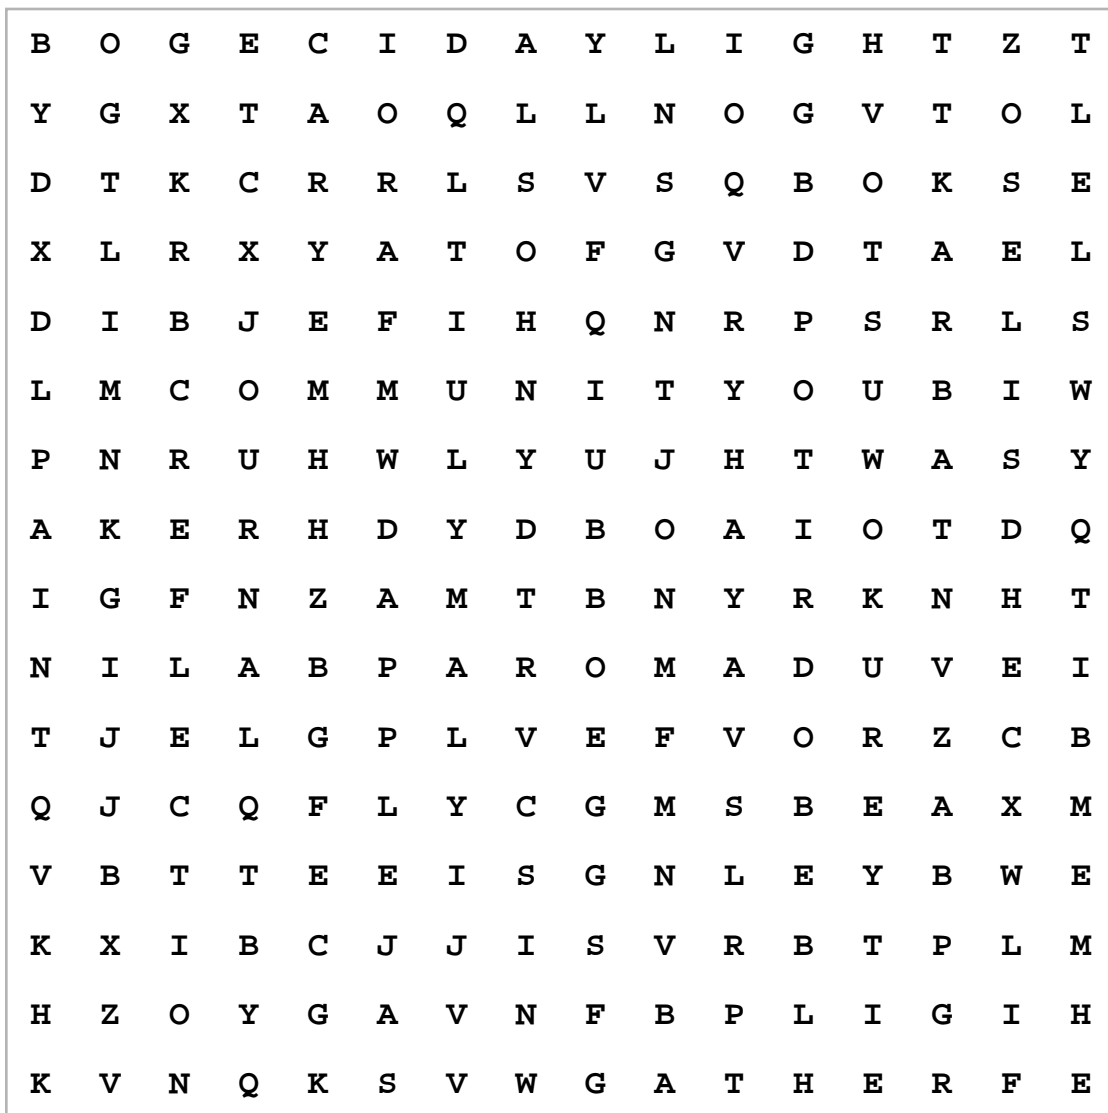 B O G E C I D A Y L I G H T Z T
Y G X T A O Q L L N O G V T O L
D T K C R R L S V S Q B O K S E
X L R X Y A T O F G V D T A E L
D I B J E F I H Q N R P S R L S
L M C O M M U N I T Y O U B I W
P N R U H W L Y U J H T W A S Y
A K E R H D Y D B O A I O T D Q
I G F N Z A M T B N Y R K N H T
N I L A B P A R O M A D U V E I
T J E L G P L V E F V O R Z C B
Q J C Q F L Y C G M S B E A X M
V B T T E E I S G N L E Y B W E
K X I B C J J I S V R B T P L M
H Z O Y G A V N F B P L I G I H
K V N Q K S V W G A T H E R F E